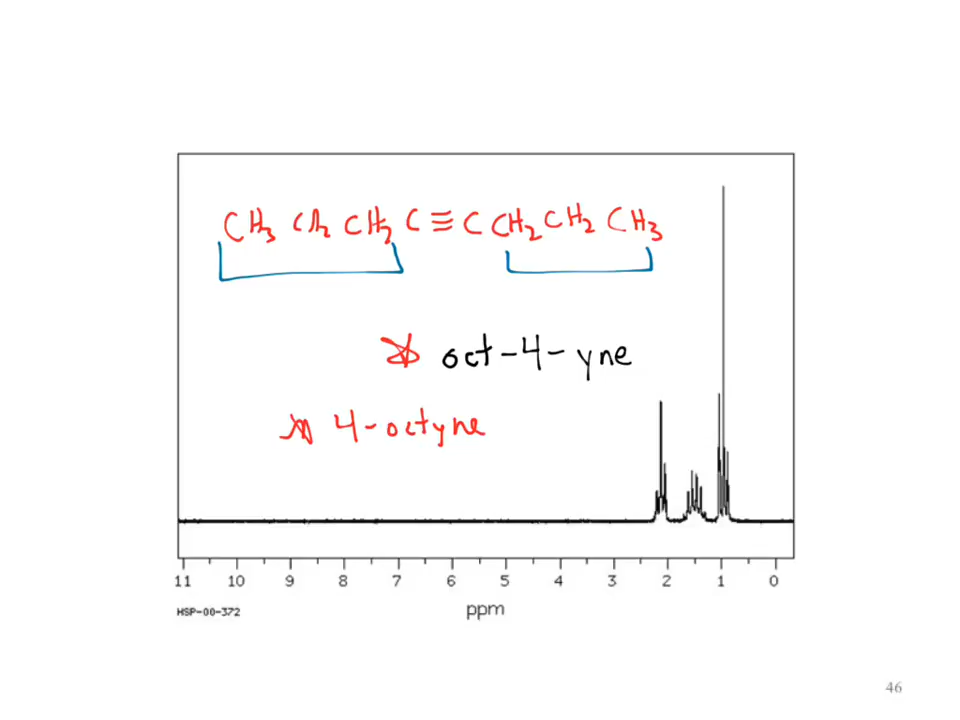 CH3 CH2 CH2 C ≡ C CH2 CH2 CH3
oct-4-yne
4-octyne
11 10 9 8 7 6 5 4 3 2 1 0
HSP-00-372
ppm
46